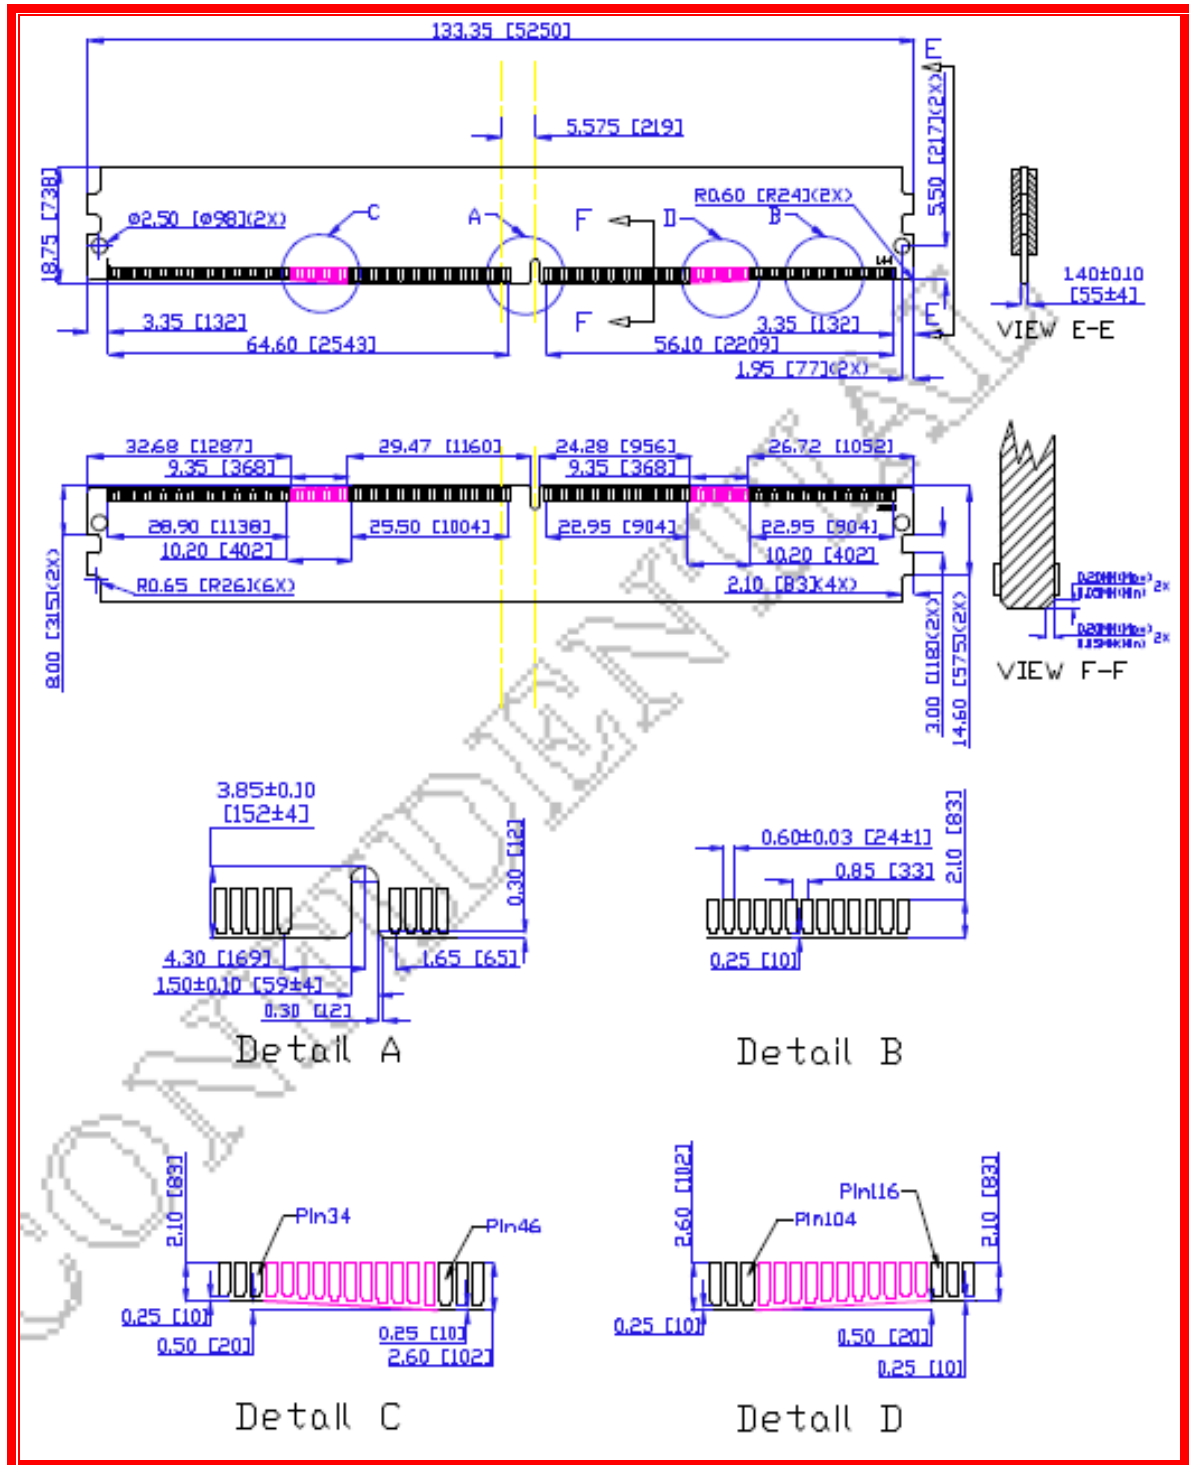 133.35 [5250]
E
5.575 [219]
5.50 [217](2X)
18.75 [738]
Ø2.50 [Ø98](2X)
C
A
F
D
R0.60 [R24](2X)
B
1.40±0.10
[55±4]
VIEW E-E
3.35 [132]
F
3.35 [132]
E
64.60 [2543]
56.10 [2209]
1.95 [77](2X)
32.68 [1287]
29.47 [1160]
24.28 [956]
26.72 [1052]
9.35 [368]
9.35 [368]
28.90 [1138]
25.50 [1004]
22.95 [904]
22.95 [904]
10.20 [402]
10.20 [402]
R0.65 [R26](6X)
2.10 [83](4X)
8.00 [315](2X)
3.00 [118](2X)
14.60 [575](2X)
2X
2X
VIEW F-F
3.85±0.10
[152±4]
0.30 [12]
4.30 [169]
1.65 [65]
1.50±0.10 [59±4]
0.30 [12]
Detail A
0.60±0.03 [24±1]
0.85 [33]
2.10 [83]
0.25 [10]
Detail B
2.10 [83]
Pin34
Pin46
0.25 [10]
0.50 [20]
0.25 [10]
2.60 [102]
Detail C
2.60 [102]
Pin116
Pin104
2.10 [83]
0.25 [10]
0.50 [20]
0.25 [10]
Detail D
CONFIDENTIAL